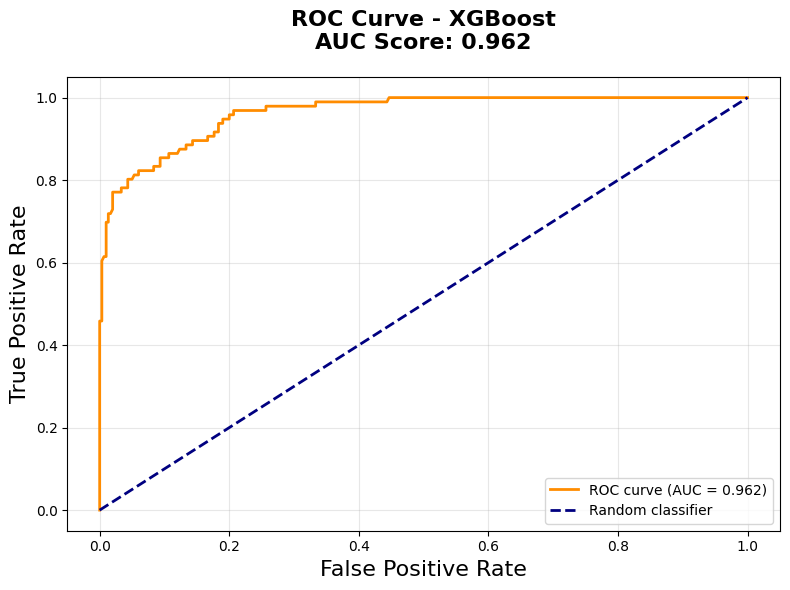 ROC Curve - XGBoost
AUC Score: 0.962
True Positive Rate
1.0
0.8
0.6
0.4
0.2
0.0
ROC curve (AUC = 0.962)
Random classifier
0.0 0.2 0.4 0.6 0.8 1.0
False Positive Rate